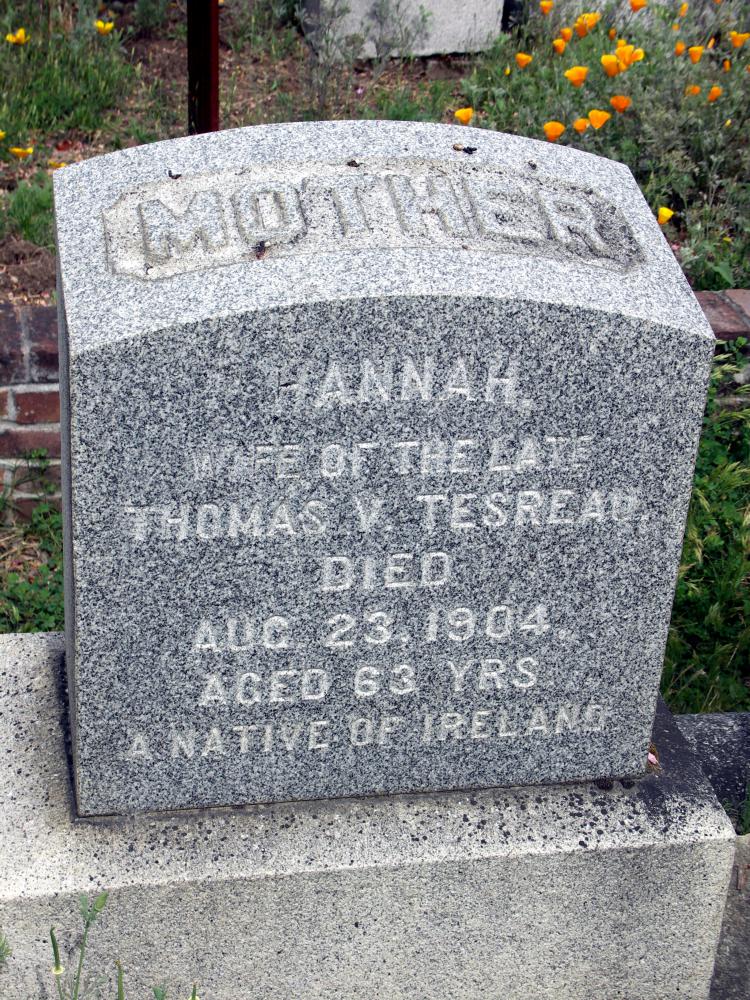 MOTHER
HANNAH,
WIFE OF THE LATE
THOMAS V. TESREAU,
DIED
AUG. 23, 1904.
AGED 63 YRS.
A NATIVE OF IRELAND